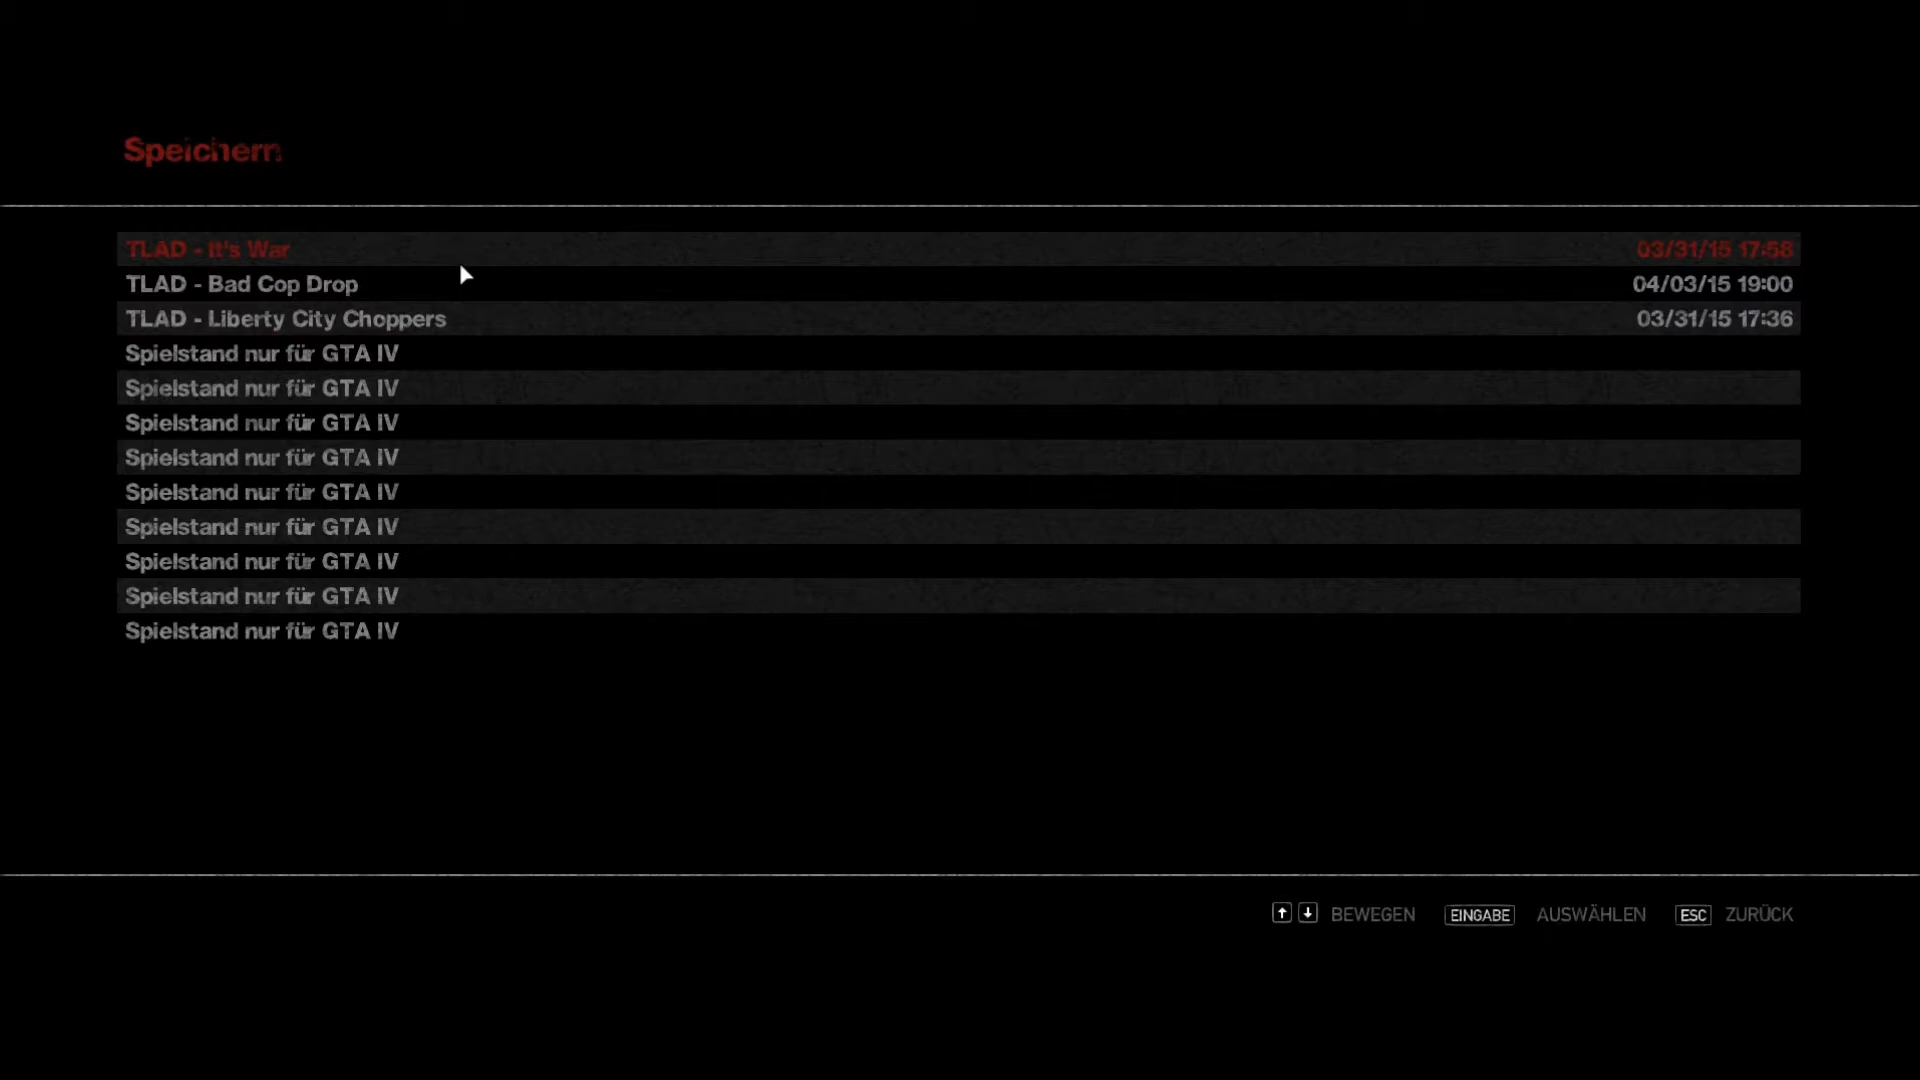 Speichern
TLAD - It's War 03/31/15 17:58
TLAD - Bad Cop Drop 04/03/15 19:00
TLAD - Liberty City Choppers 03/31/15 17:36
Spielstand nur für GTA IV
Spielstand nur für GTA IV
Spielstand nur für GTA IV
Spielstand nur für GTA IV
Spielstand nur für GTA IV
Spielstand nur für GTA IV
Spielstand nur für GTA IV
Spielstand nur für GTA IV
Spielstand nur für GTA IV
↑ ↓ BEWEGEN EINGABE AUSWÄHLEN ESC ZURÜCK